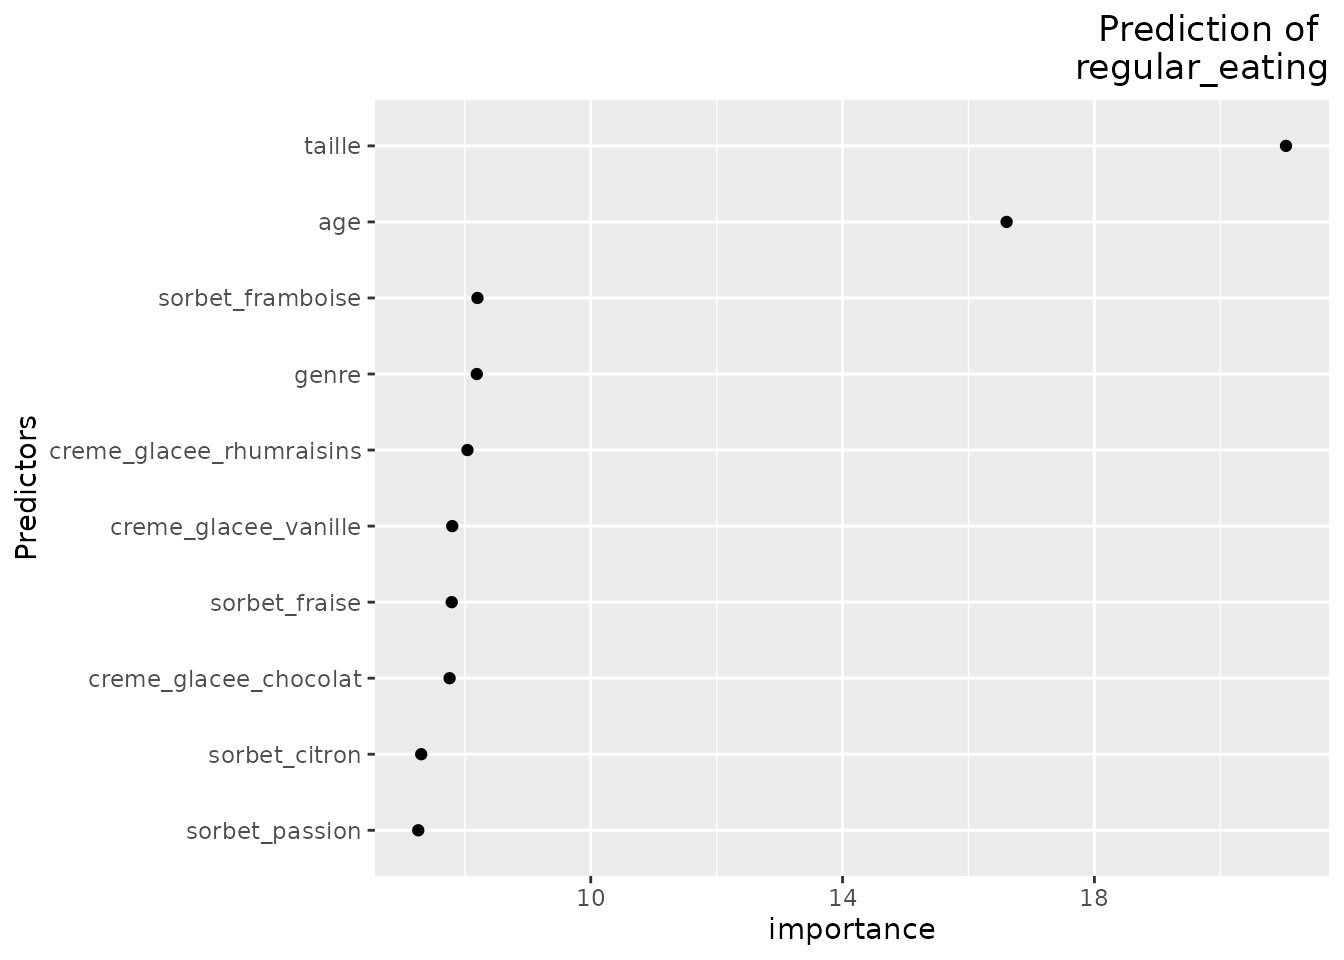 Prediction of
regular_eating
taille
age
sorbet_framboise
genre
creme_glacee_rhumraisins
creme_glacee_vanille
sorbet_fraise
creme_glacee_chocolat
sorbet_citron
sorbet_passion
Predictors
10 14 18
importance